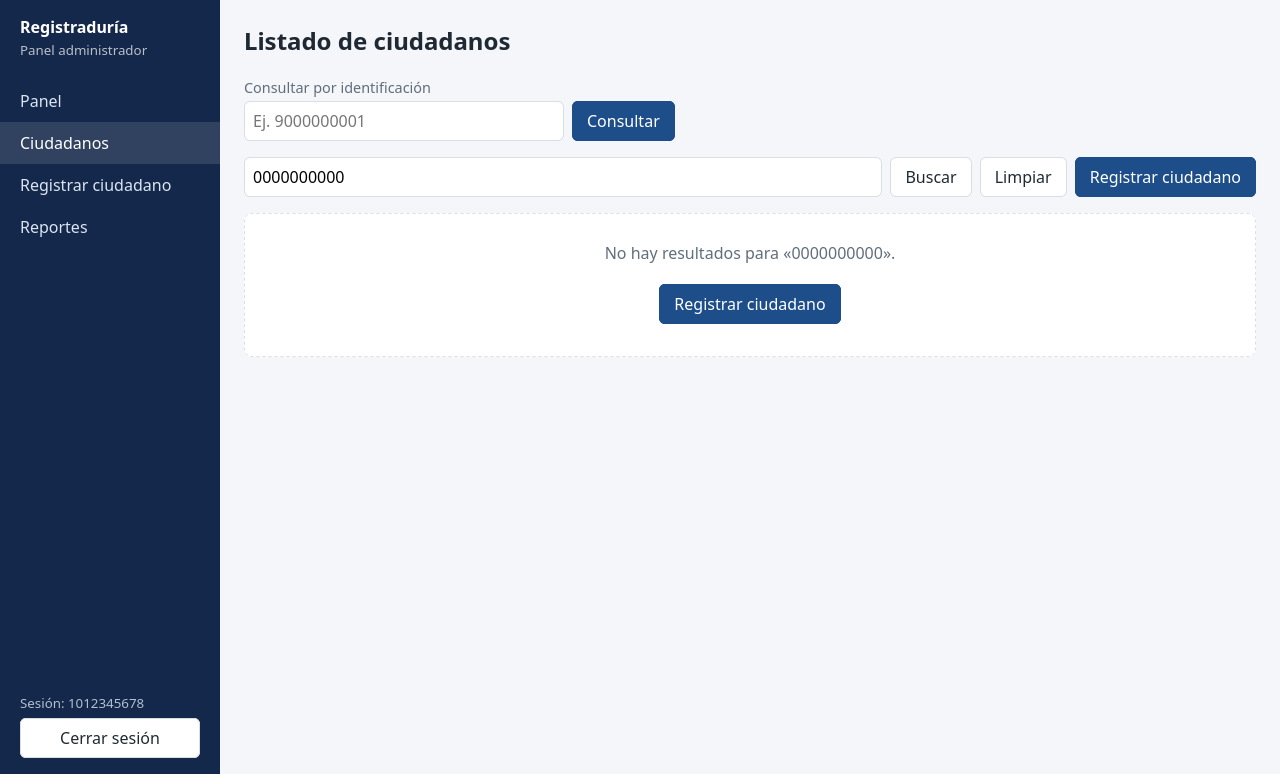 Registraduría
Panel administrador
Panel
Ciudadanos
Registrar ciudadano
Reportes
Sesión: 1012345678
Cerrar sesión
Listado de ciudadanos
Consultar por identificación
Ej. 9000000001 Consultar
0000000000 Buscar Limpiar Registrar ciudadano
No hay resultados para «0000000000».
Registrar ciudadano